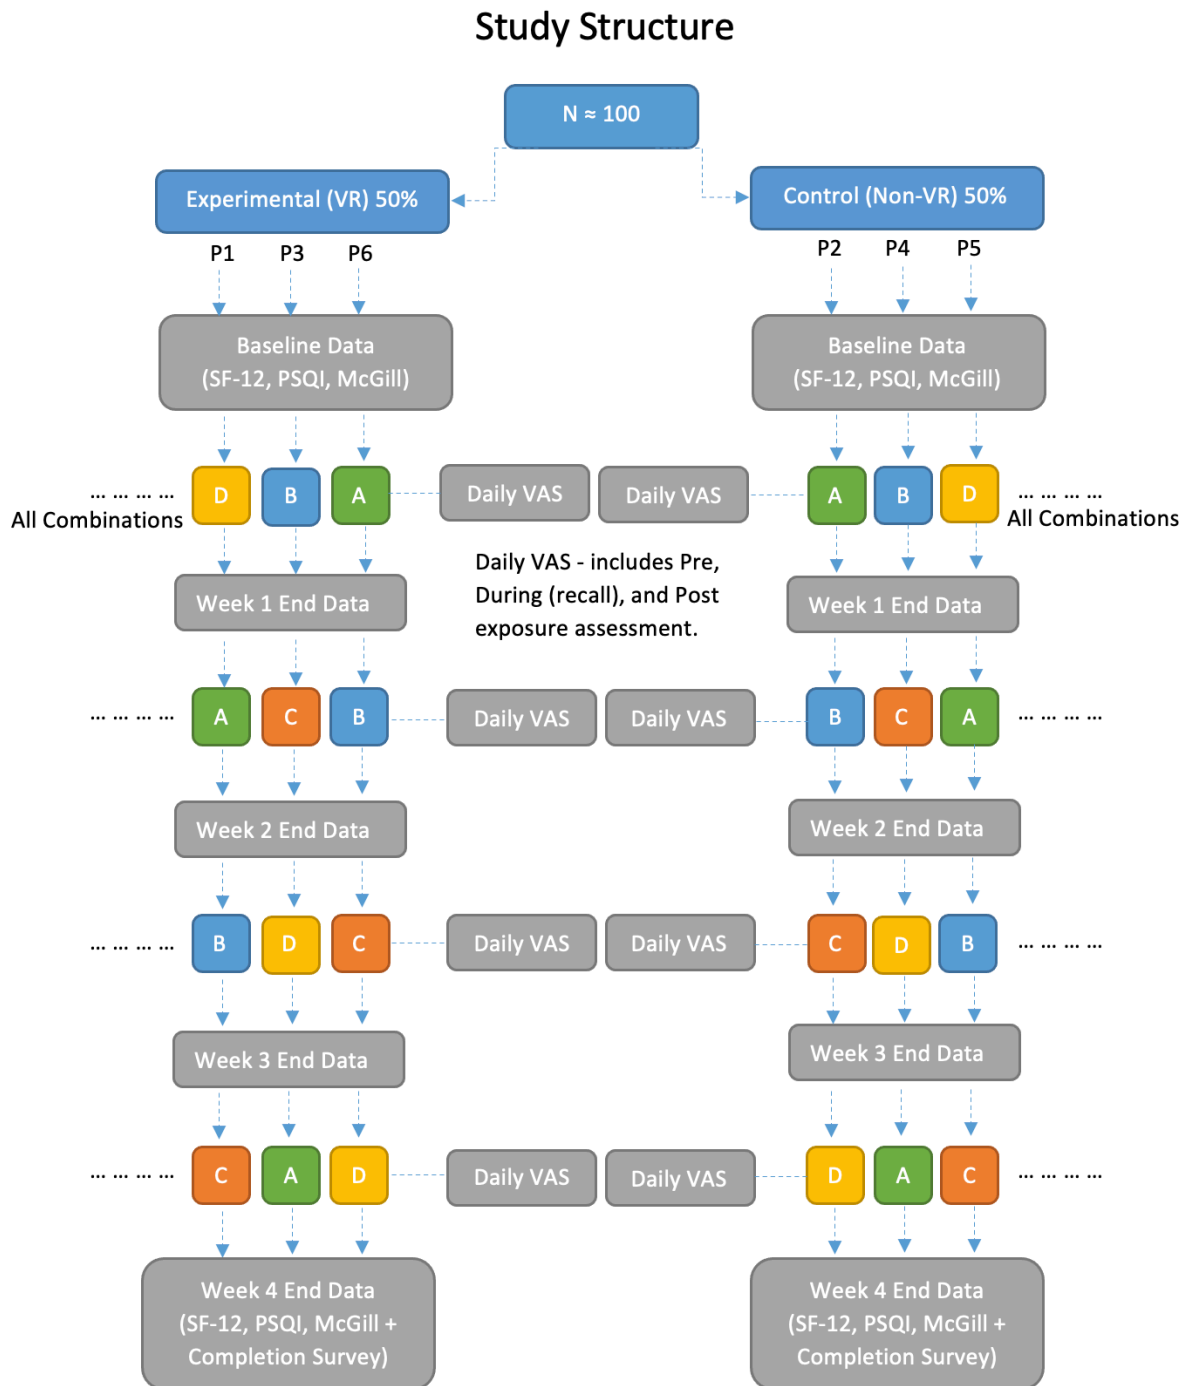 Study Structure
N ≈ 100
Experimental (VR) 50%
Control (Non-VR) 50%
P1 P3 P6
P2 P4 P5
Baseline Data
(SF-12, PSQI, McGill)
Baseline Data
(SF-12, PSQI, McGill)
... ... ... ... D B A Daily VAS Daily VAS A B D ... ... ... ...
All Combinations
All Combinations
Daily VAS - includes Pre,
During (recall), and Post
exposure assessment.
Week 1 End Data
Week 1 End Data
... ... ... ... A C B Daily VAS Daily VAS B C A ... ... ... ...
Week 2 End Data
Week 2 End Data
... ... ... ... B D C Daily VAS Daily VAS C D B ... ... ... ...
Week 3 End Data
Week 3 End Data
... ... ... ... C A D Daily VAS Daily VAS D A C ... ... ... ...
Week 4 End Data
(SF-12, PSQI, McGill +
Completion Survey)
Week 4 End Data
(SF-12, PSQI, McGill +
Completion Survey)